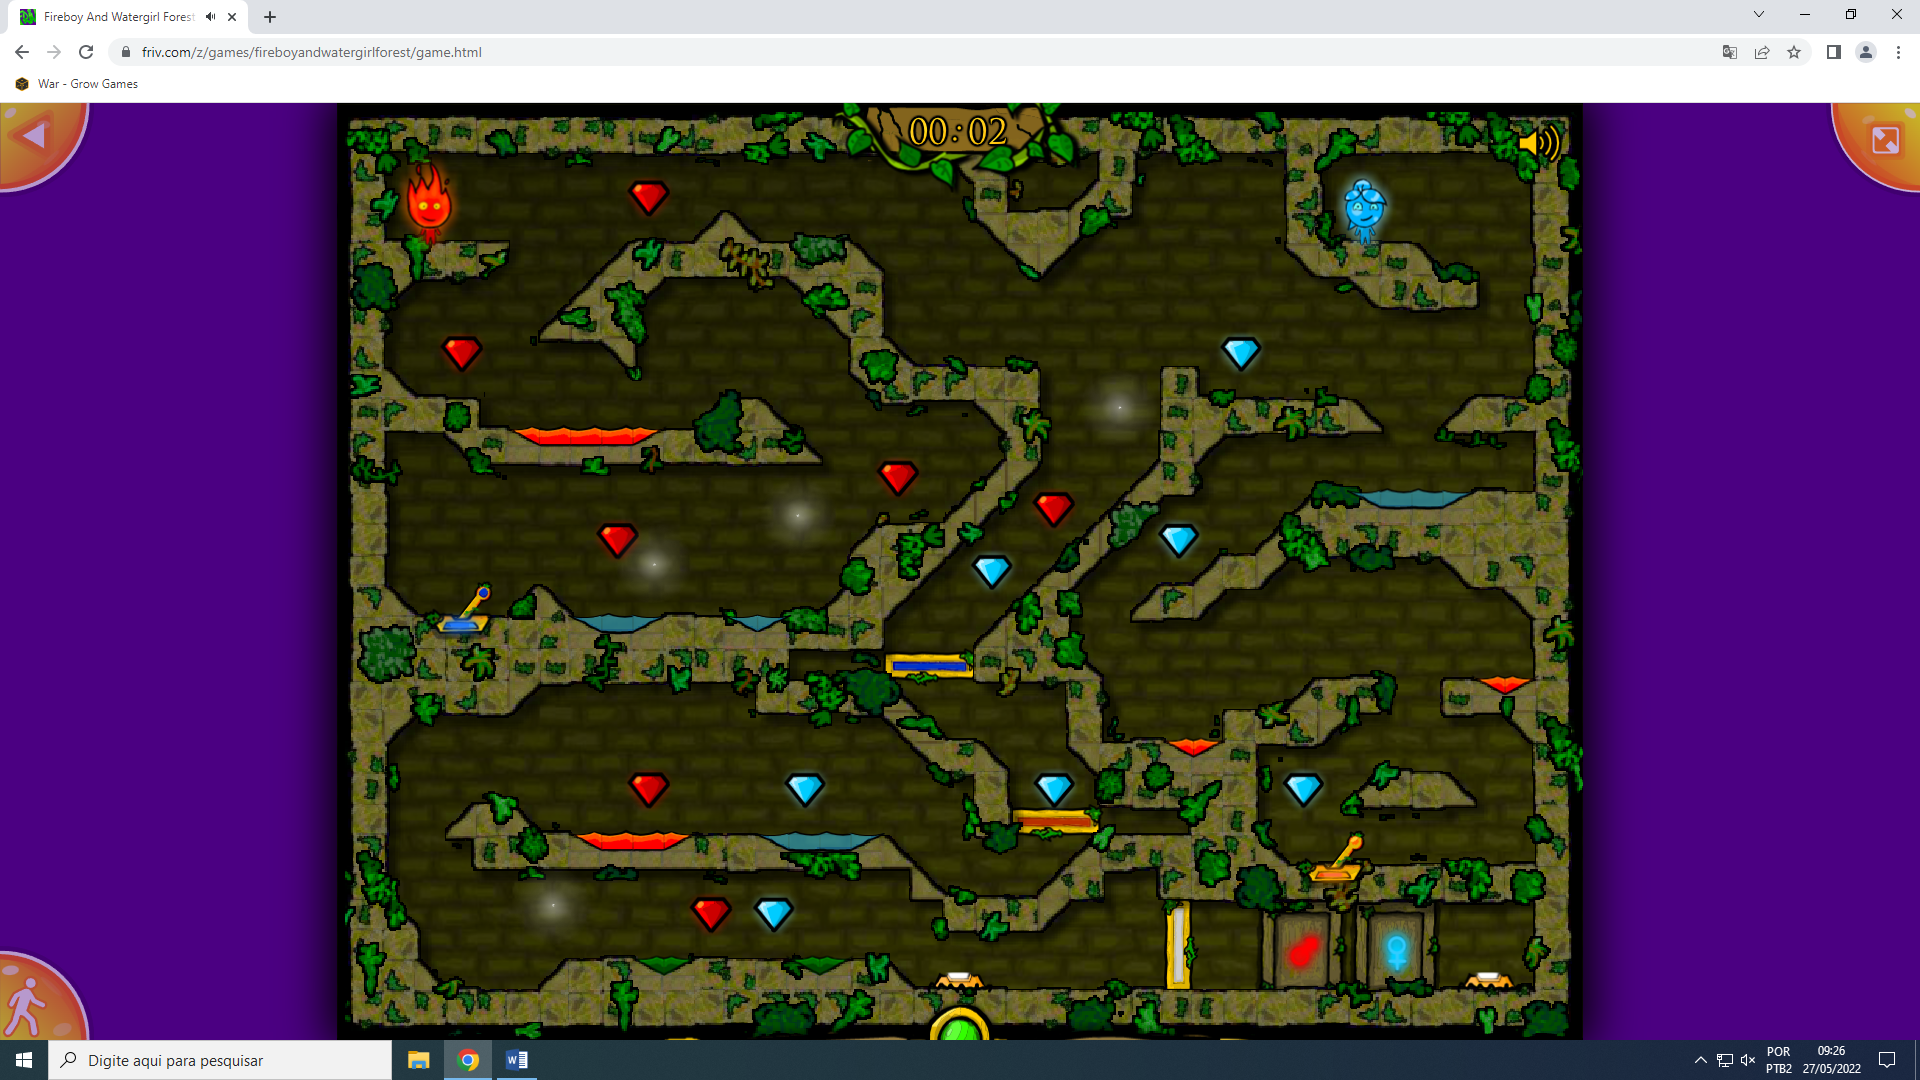 Fireboy And Watergirl Forest
friv.com/z/games/fireboyandwatergirlforest/game.html
War - Grow Games
00:02
Digite aqui para pesquisar
POR
PTB2
09:26
27/05/2022